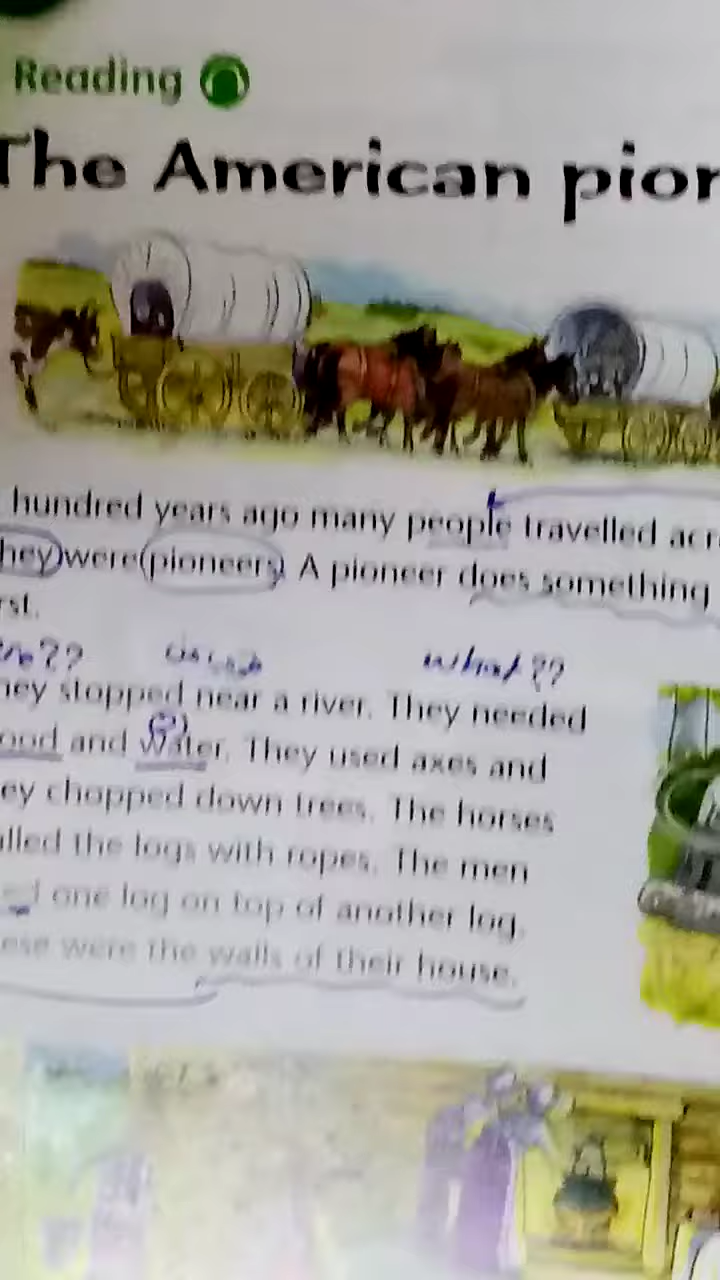 Reading
The American pior
hundred years ago many people travelled acr
hey were pioneers. A pioneer does something
rst.
?? what??
hey stopped near a river. They needed
ood and water. They used axes and
ey chopped down trees. The horses
ulled the logs with ropes. The men
one log on top of another log.
ese were the walls of their house.